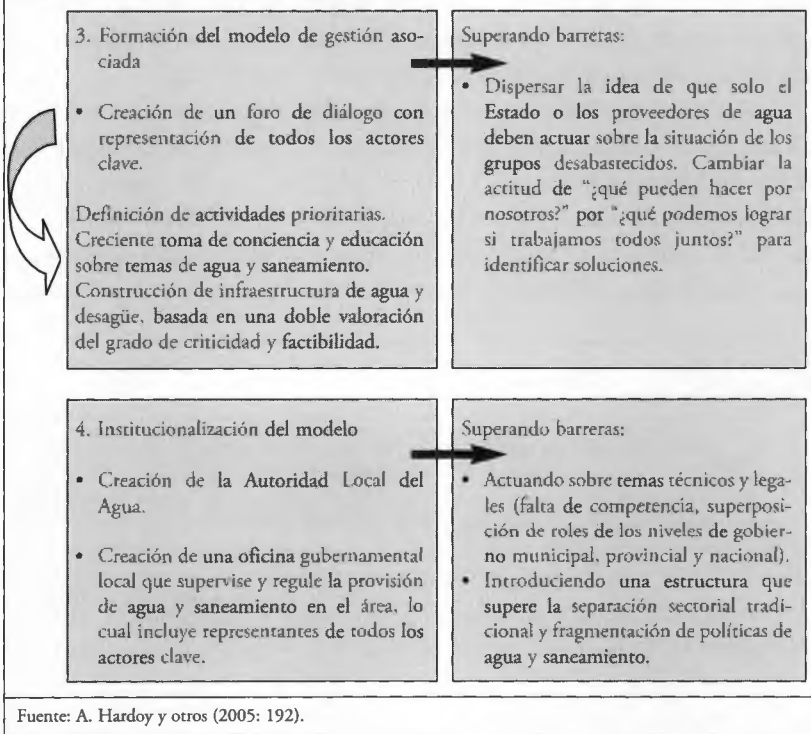 3. Formación del modelo de gestión aso-
ciada
• Creación de un foro de diálogo con
representación de todos los actores
clave.
Definición de actividades prioritarias.
Creciente toma de conciencia y educación
sobre temas de agua y saneamiento.
Construcción de infraestructura de agua y
desagüe, basada en una doble valoración
del grado de criticidad y factibilidad.
Superando barreras:
• Dispersar la idea de que solo el
Estado o los proveedores de agua
deben actuar sobre la situación de los
grupos desabastecidos. Cambiar la
actitud de "¿qué pueden hacer por
nosotros?" por "¿qué podemos lograr
si trabajamos todos juntos?" para
identificar soluciones.
4. Institucionalización del modelo
• Creación de la Autoridad Local del
Agua.
• Creación de una oficina gubernamental
local que supervise y regule la provisión
de agua y saneamiento en el área, lo
cual incluye representantes de todos los
actores clave.
Superando barreras:
• Actuando sobre temas técnicos y lega-
les (falta de competencia, superposi-
ción de roles de los niveles de gobier-
no municipal, provincial y nacional).
• Introduciendo una estructura que
supere la separación sectorial tradi-
cional y fragmentación de políticas de
agua y saneamiento.
Fuente: A. Hardoy y otros (2005: 192).